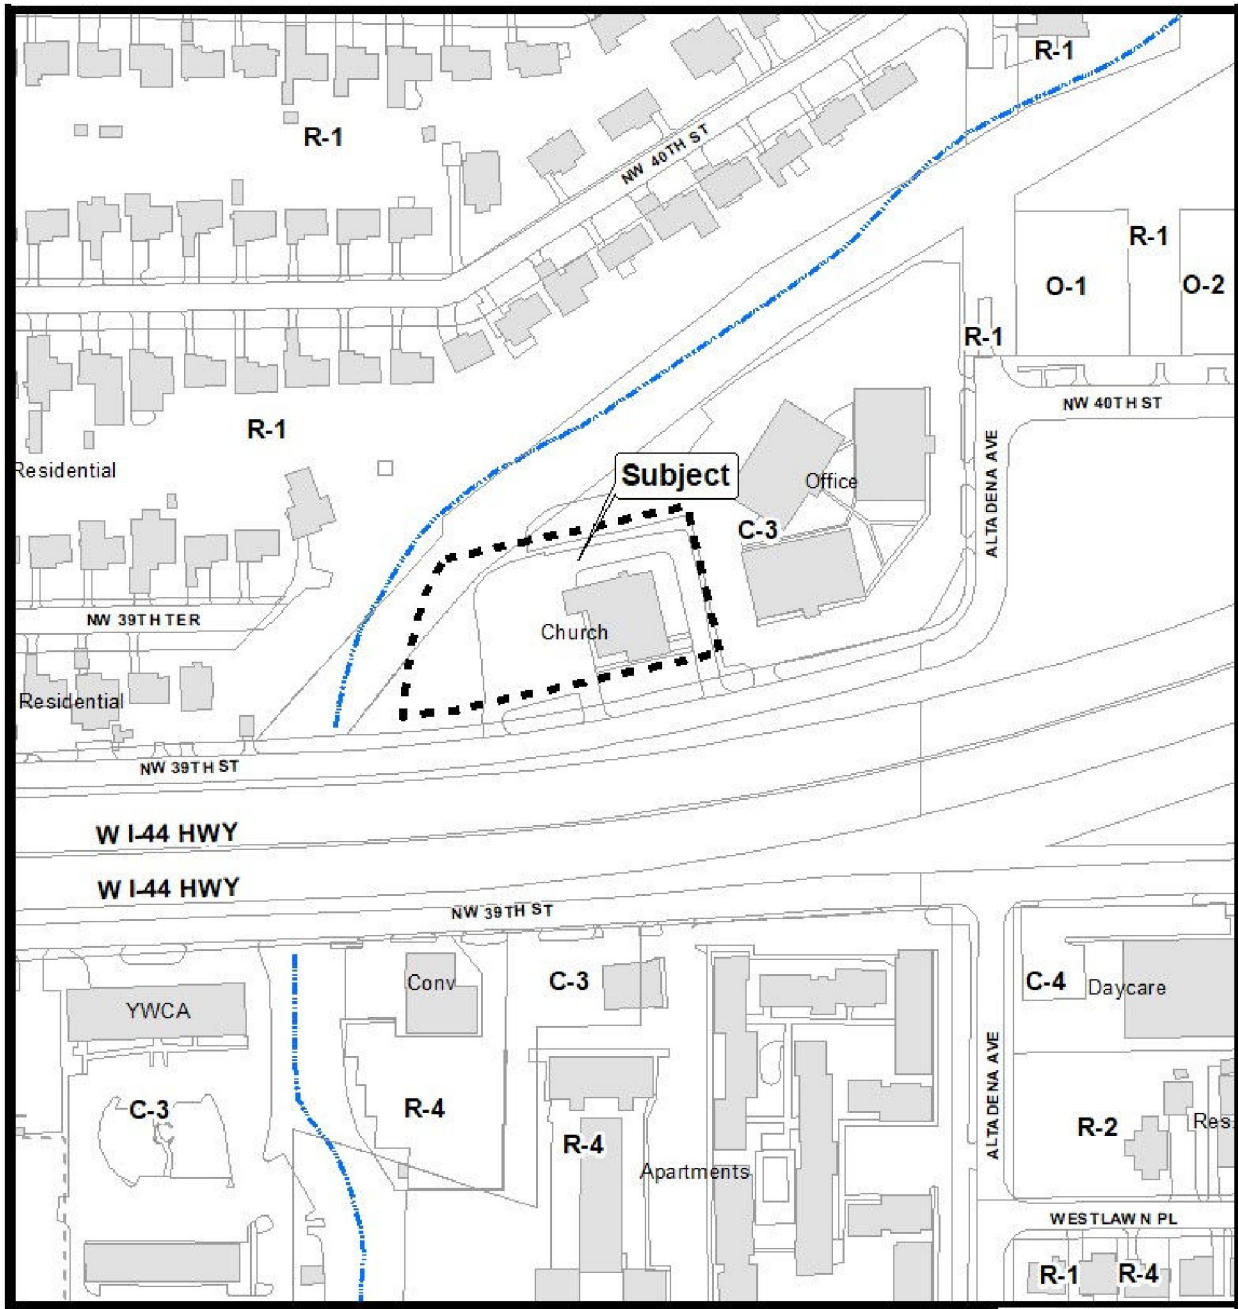 R-1
R-1
NW 40TH ST
R-1
O-1
O-2
R-1
NW 40TH ST
R-1
Residential
Subject
Office
C-3
ALTADENA AVE
NW 39TH TER
Church
Residential
NW 39TH ST
W I-44 HWY
W I-44 HWY
NW 39TH ST
Conv
C-3
C-4
Daycare
YWCA
ALTADENA AVE
C-3
R-4
R-2
Res
R-4
Apartments
WESTLAWN PL
R-1
R-4